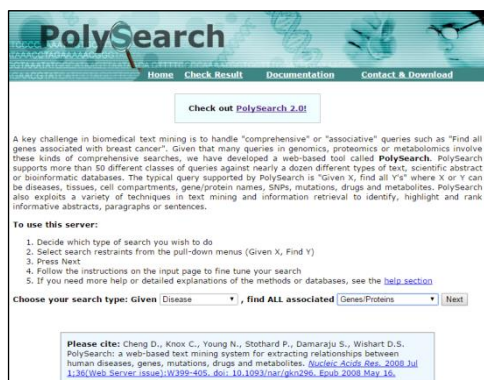 PolySearch
Home Check Result Documentation Contact & Download
Check out PolySearch 2.0!
A key challenge in biomedical text mining is to handle "comprehensive" or "associative" queries such as "Find all
genes associated with breast cancer". Given that many queries in genomics, proteomics or metabolomics involve
these kinds of comprehensive searches, we have developed a web-based tool called PolySearch. PolySearch
supports more than 50 different classes of queries against nearly a dozen different types of text, scientific abstract
or bioinformatic databases. The typical query supported by PolySearch is "Given X, find all Y's" where X or Y can
be diseases, tissues, cell compartments, gene/protein names, SNPs, mutations, drugs and metabolites. PolySearch
also exploits a variety of techniques in text mining and information retrieval to identify, highlight and rank
informative abstracts, paragraphs or sentences.
To use this server:
1. Decide which type of search you wish to do
2. Select search restraints from the pull-down menus (Given X, Find Y)
3. Press Next
4. Follow the instructions on the input page to fine tune your search
5. If you need more help or detailed explanations of the methods or databases, see the help section
Choose your search type: Given Disease , find ALL associated Genes/Proteins Next
Please cite: Cheng D., Knox C., Young N., Stothard P., Damaraju S., Wishart D.S.
PolySearch: a web-based text mining system for extracting relationships between
human diseases, genes, mutations, drugs and metabolites. Nucleic Acids Res. 2008 Jul
1;36(Web Server issue):W399-405. doi: 10.1093/nar/gkn296. Epub 2008 May 16.